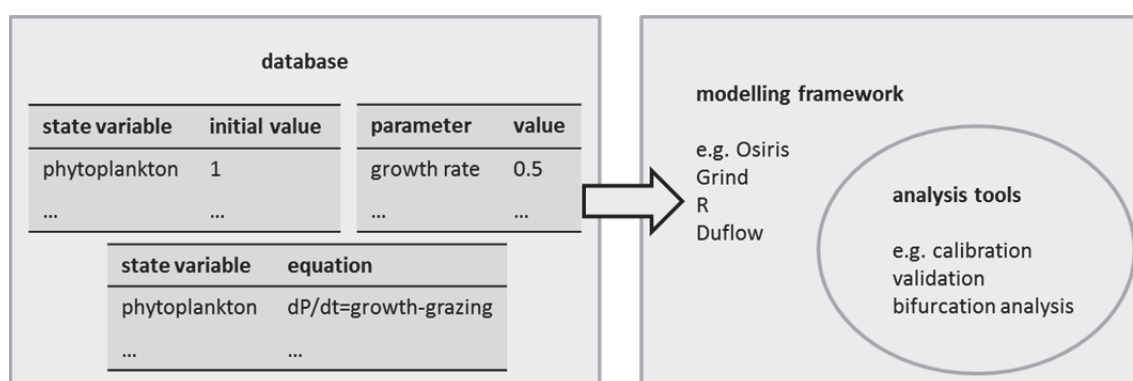 database
state variable initial value
phytoplankton 1
... ...
parameter value
growth rate 0.5
... ...
state variable equation
phytoplankton dP/dt=growth-grazing
... ...
modelling framework
e.g. Osiris
Grind
R
Duflow
analysis tools
e.g. calibration
validation
bifurcation analysis